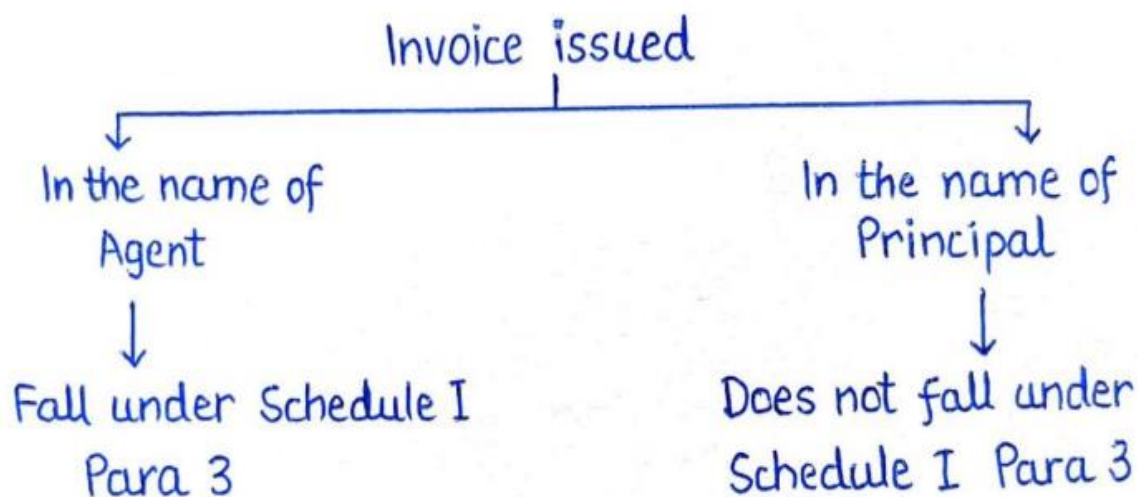 Invoice issued
In the name of
Agent
In the name of
Principal
Fall under Schedule I
Para 3
Does not fall under
Schedule I Para 3